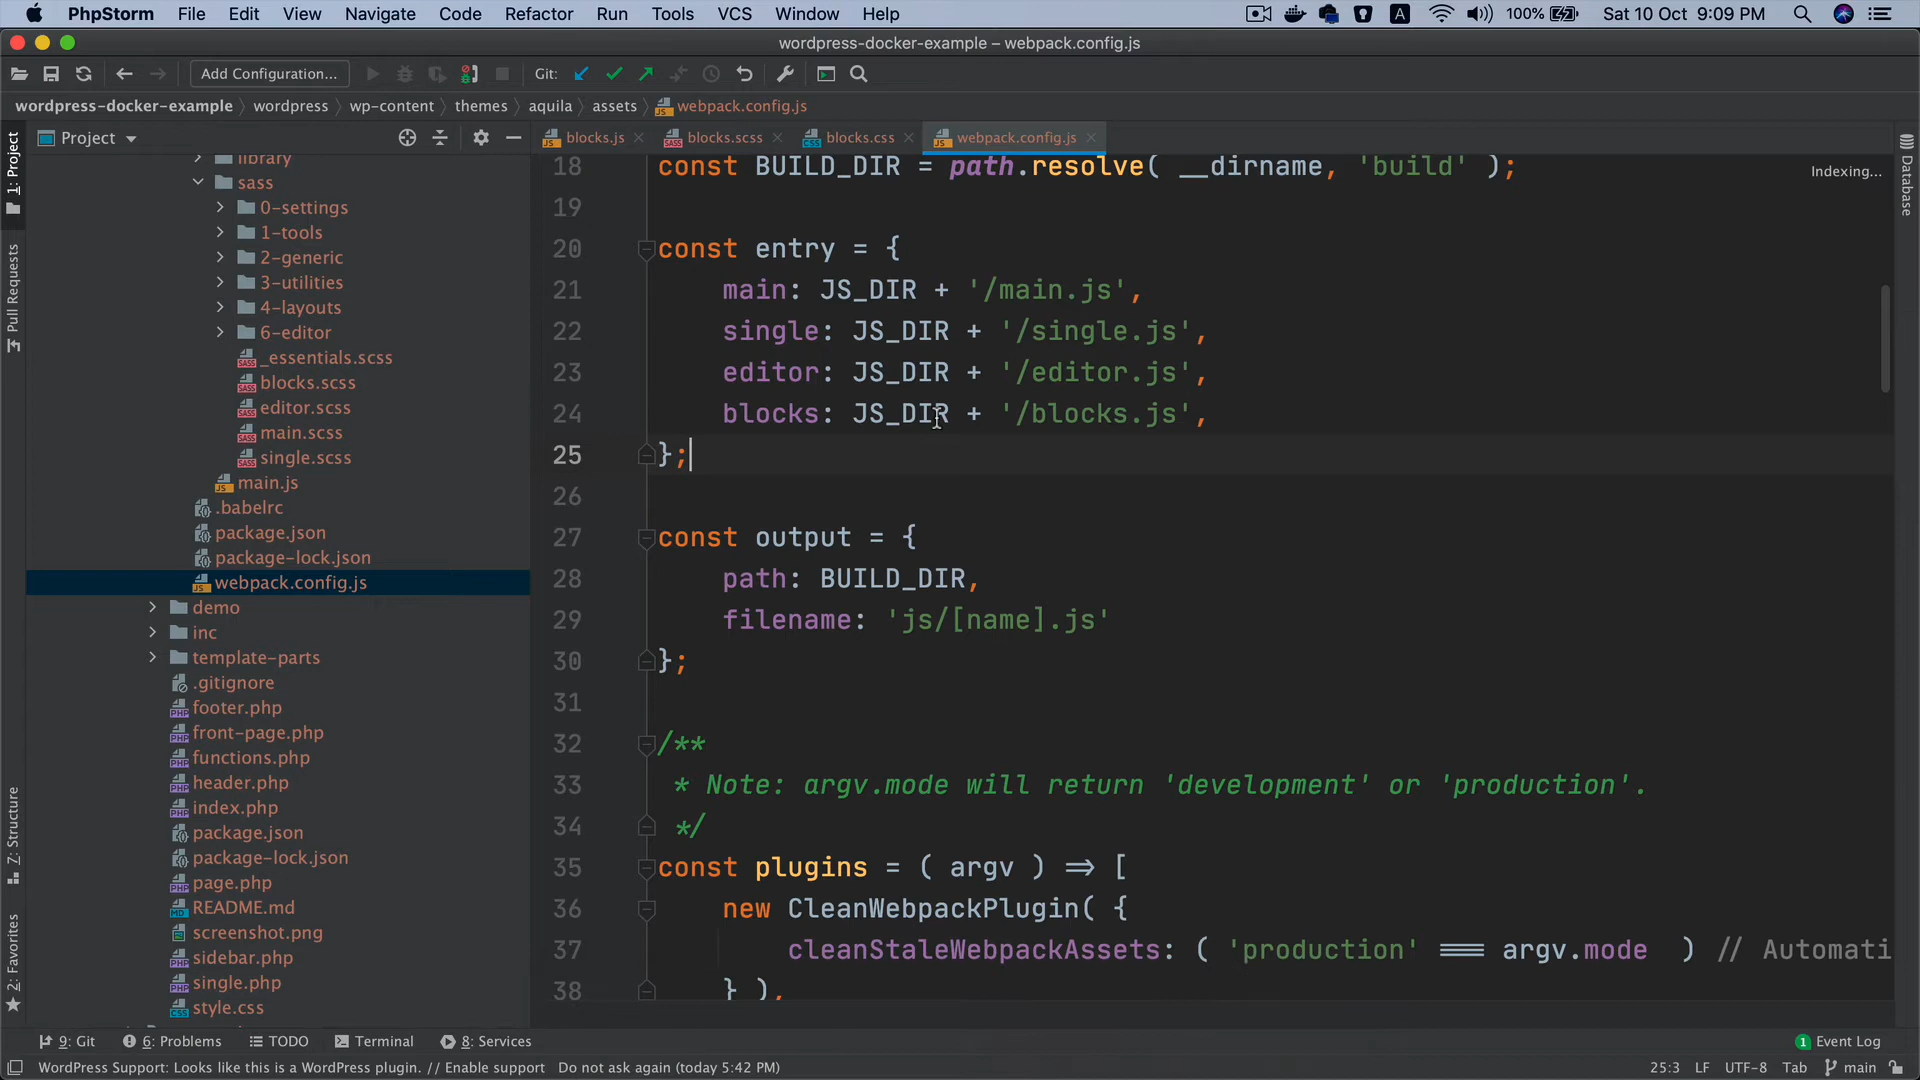 PhpStorm File Edit View Navigate Code Refactor Run Tools VCS Window Help
A 100% Sat 10 Oct 9:09 PM
wordpress-docker-example – webpack.config.js
Add Configuration... Git:
wordpress-docker-example wordpress wp-content themes aquila assets webpack.config.js
Project
blocks.js blocks.scss blocks.css webpack.config.js
1: Project
Pull Requests
7: Structure
2: Favorites
Database
Indexing...
library
sass
0-settings
1-tools
2-generic
3-utilities
4-layouts
6-editor
_essentials.scss
blocks.scss
editor.scss
main.scss
single.scss
main.js
.babelrc
package.json
package-lock.json
webpack.config.js
demo
inc
template-parts
.gitignore
footer.php
front-page.php
functions.php
header.php
index.php
package.json
package-lock.json
page.php
README.md
screenshot.png
sidebar.php
single.php
style.css
18 const BUILD_DIR = path.resolve( __dirname, 'build' );
19
20 const entry = {
21 main: JS_DIR + '/main.js',
22 single: JS_DIR + '/single.js',
23 editor: JS_DIR + '/editor.js',
24 blocks: JS_DIR + '/blocks.js',
25 };
26
27 const output = {
28 path: BUILD_DIR,
29 filename: 'js/[name].js'
30 };
31
32 /**
33 * Note: argv.mode will return 'development' or 'production'.
34 */
35 const plugins = ( argv ) => [
36 new CleanWebpackPlugin( {
37 cleanStaleWebpackAssets: ( 'production' === argv.mode ) // Automati
38 } ),
9: Git 6: Problems TODO Terminal 8: Services 1 Event Log
WordPress Support: Looks like this is a WordPress plugin. // Enable support Do not ask again (today 5:42 PM) 25:3 LF UTF-8 Tab main